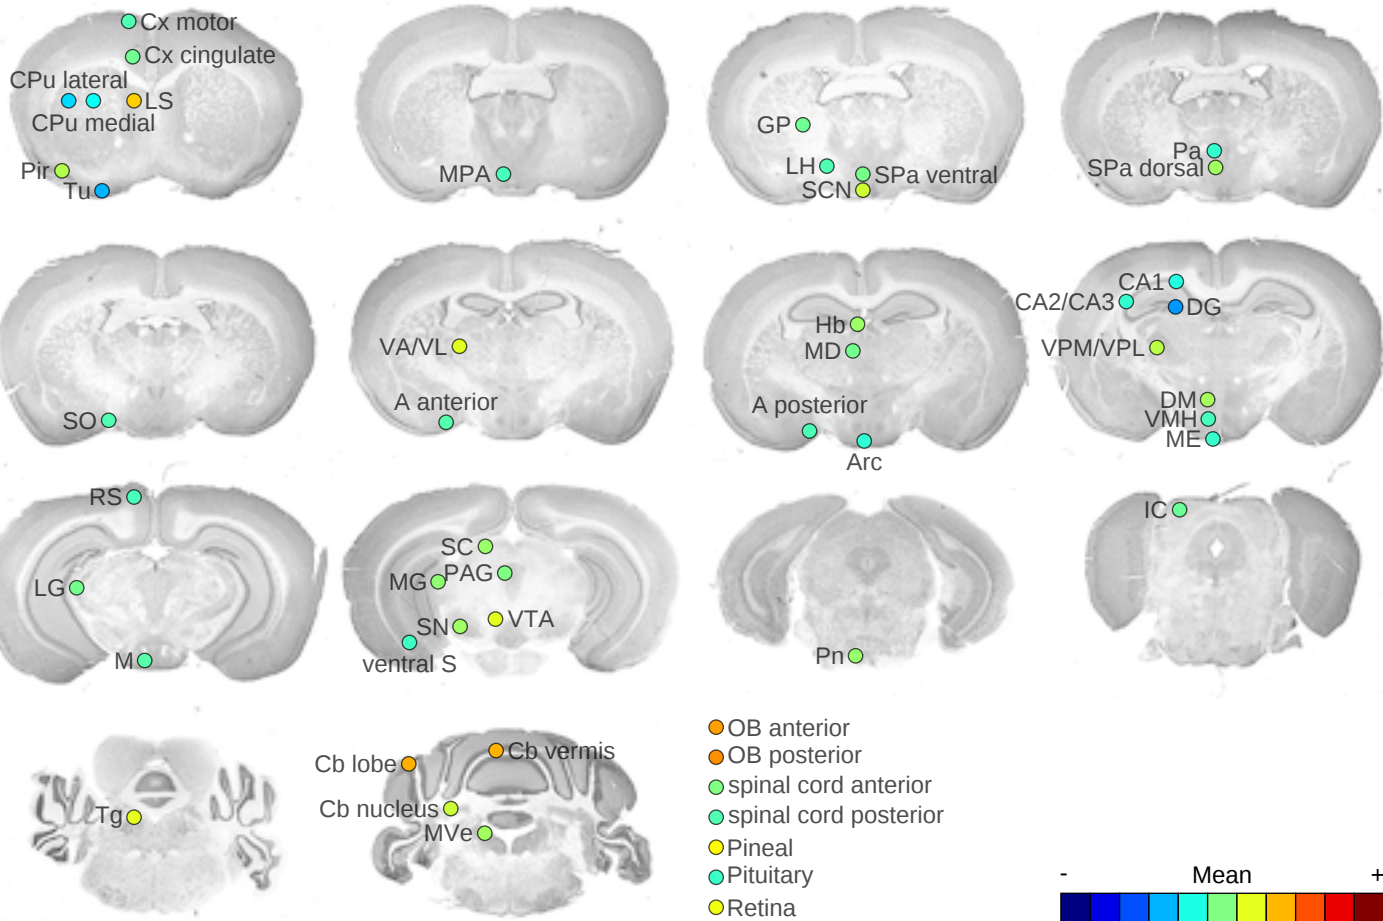 Cx motor
Cx cingulate
CPu lateral
LS
CPu medial
Pir
Tu
MPA
GP
LH
SPa ventral
SCN
Pa
SPa dorsal
SO
VA/VL
A anterior
Hb
MD
A posterior
Arc
CA1
CA2/CA3
DG
VPM/VPL
DM
VMH
ME
RS
LG
M
SC
PAG
MG
SN
VTA
ventral S
Pn
IC
Tg
Cb vermis
Cb lobe
Cb nucleus
MVe
OB anterior
OB posterior
spinal cord anterior
spinal cord posterior
Pineal
Pituitary
Retina
- Mean +